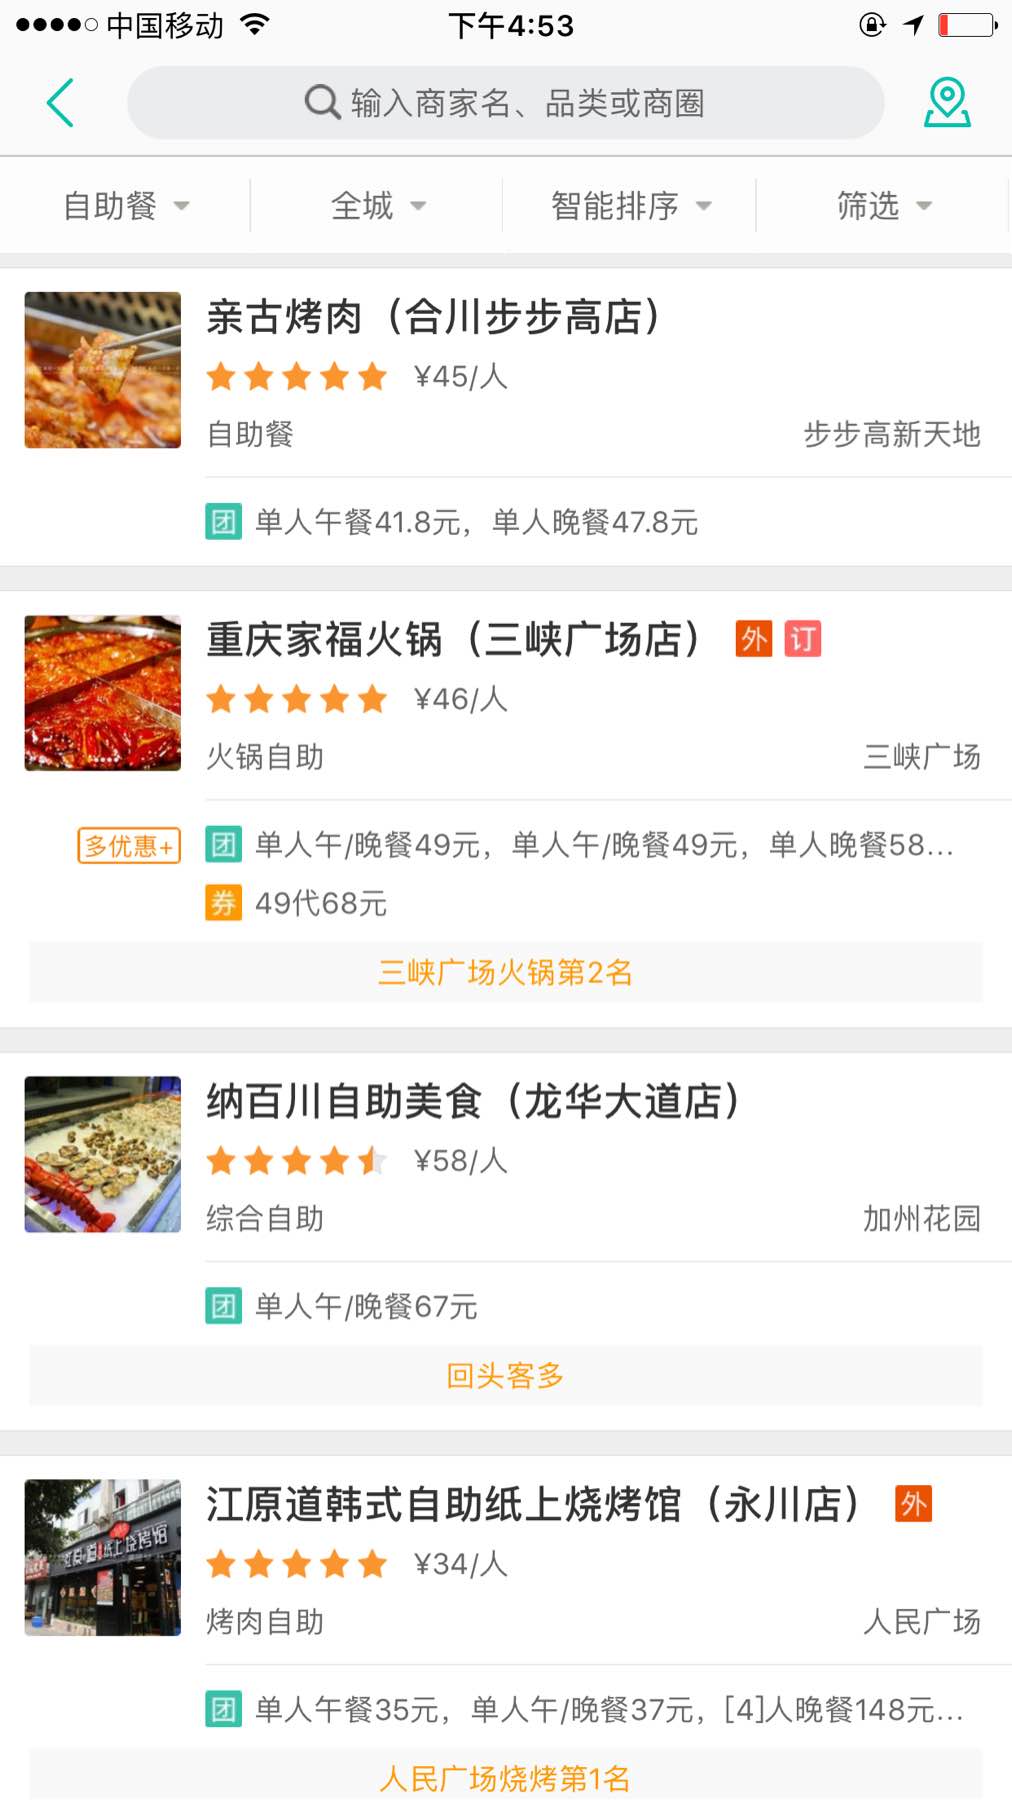 中国移动
下午4:53
输入商家名、品类或商圈
自助餐
全城
智能排序
筛选
亲古烤肉（合川步步高店）
¥45/人
自助餐
步步高新天地
团 单人午餐41.8元，单人晚餐47.8元
重庆家福火锅（三峡广场店） 外 订
¥46/人
火锅自助
三峡广场
多优惠+
团 单人午/晚餐49元，单人午/晚餐49元，单人晚餐58...
券 49代68元
三峡广场火锅第2名
纳百川自助美食（龙华大道店）
¥58/人
综合自助
加州花园
团 单人午/晚餐67元
回头客多
江原道韩式自助纸上烧烤馆（永川店） 外
¥34/人
烤肉自助
人民广场
团 单人午餐35元，单人午/晚餐37元，[4]人晚餐148元...
人民广场烧烤第1名